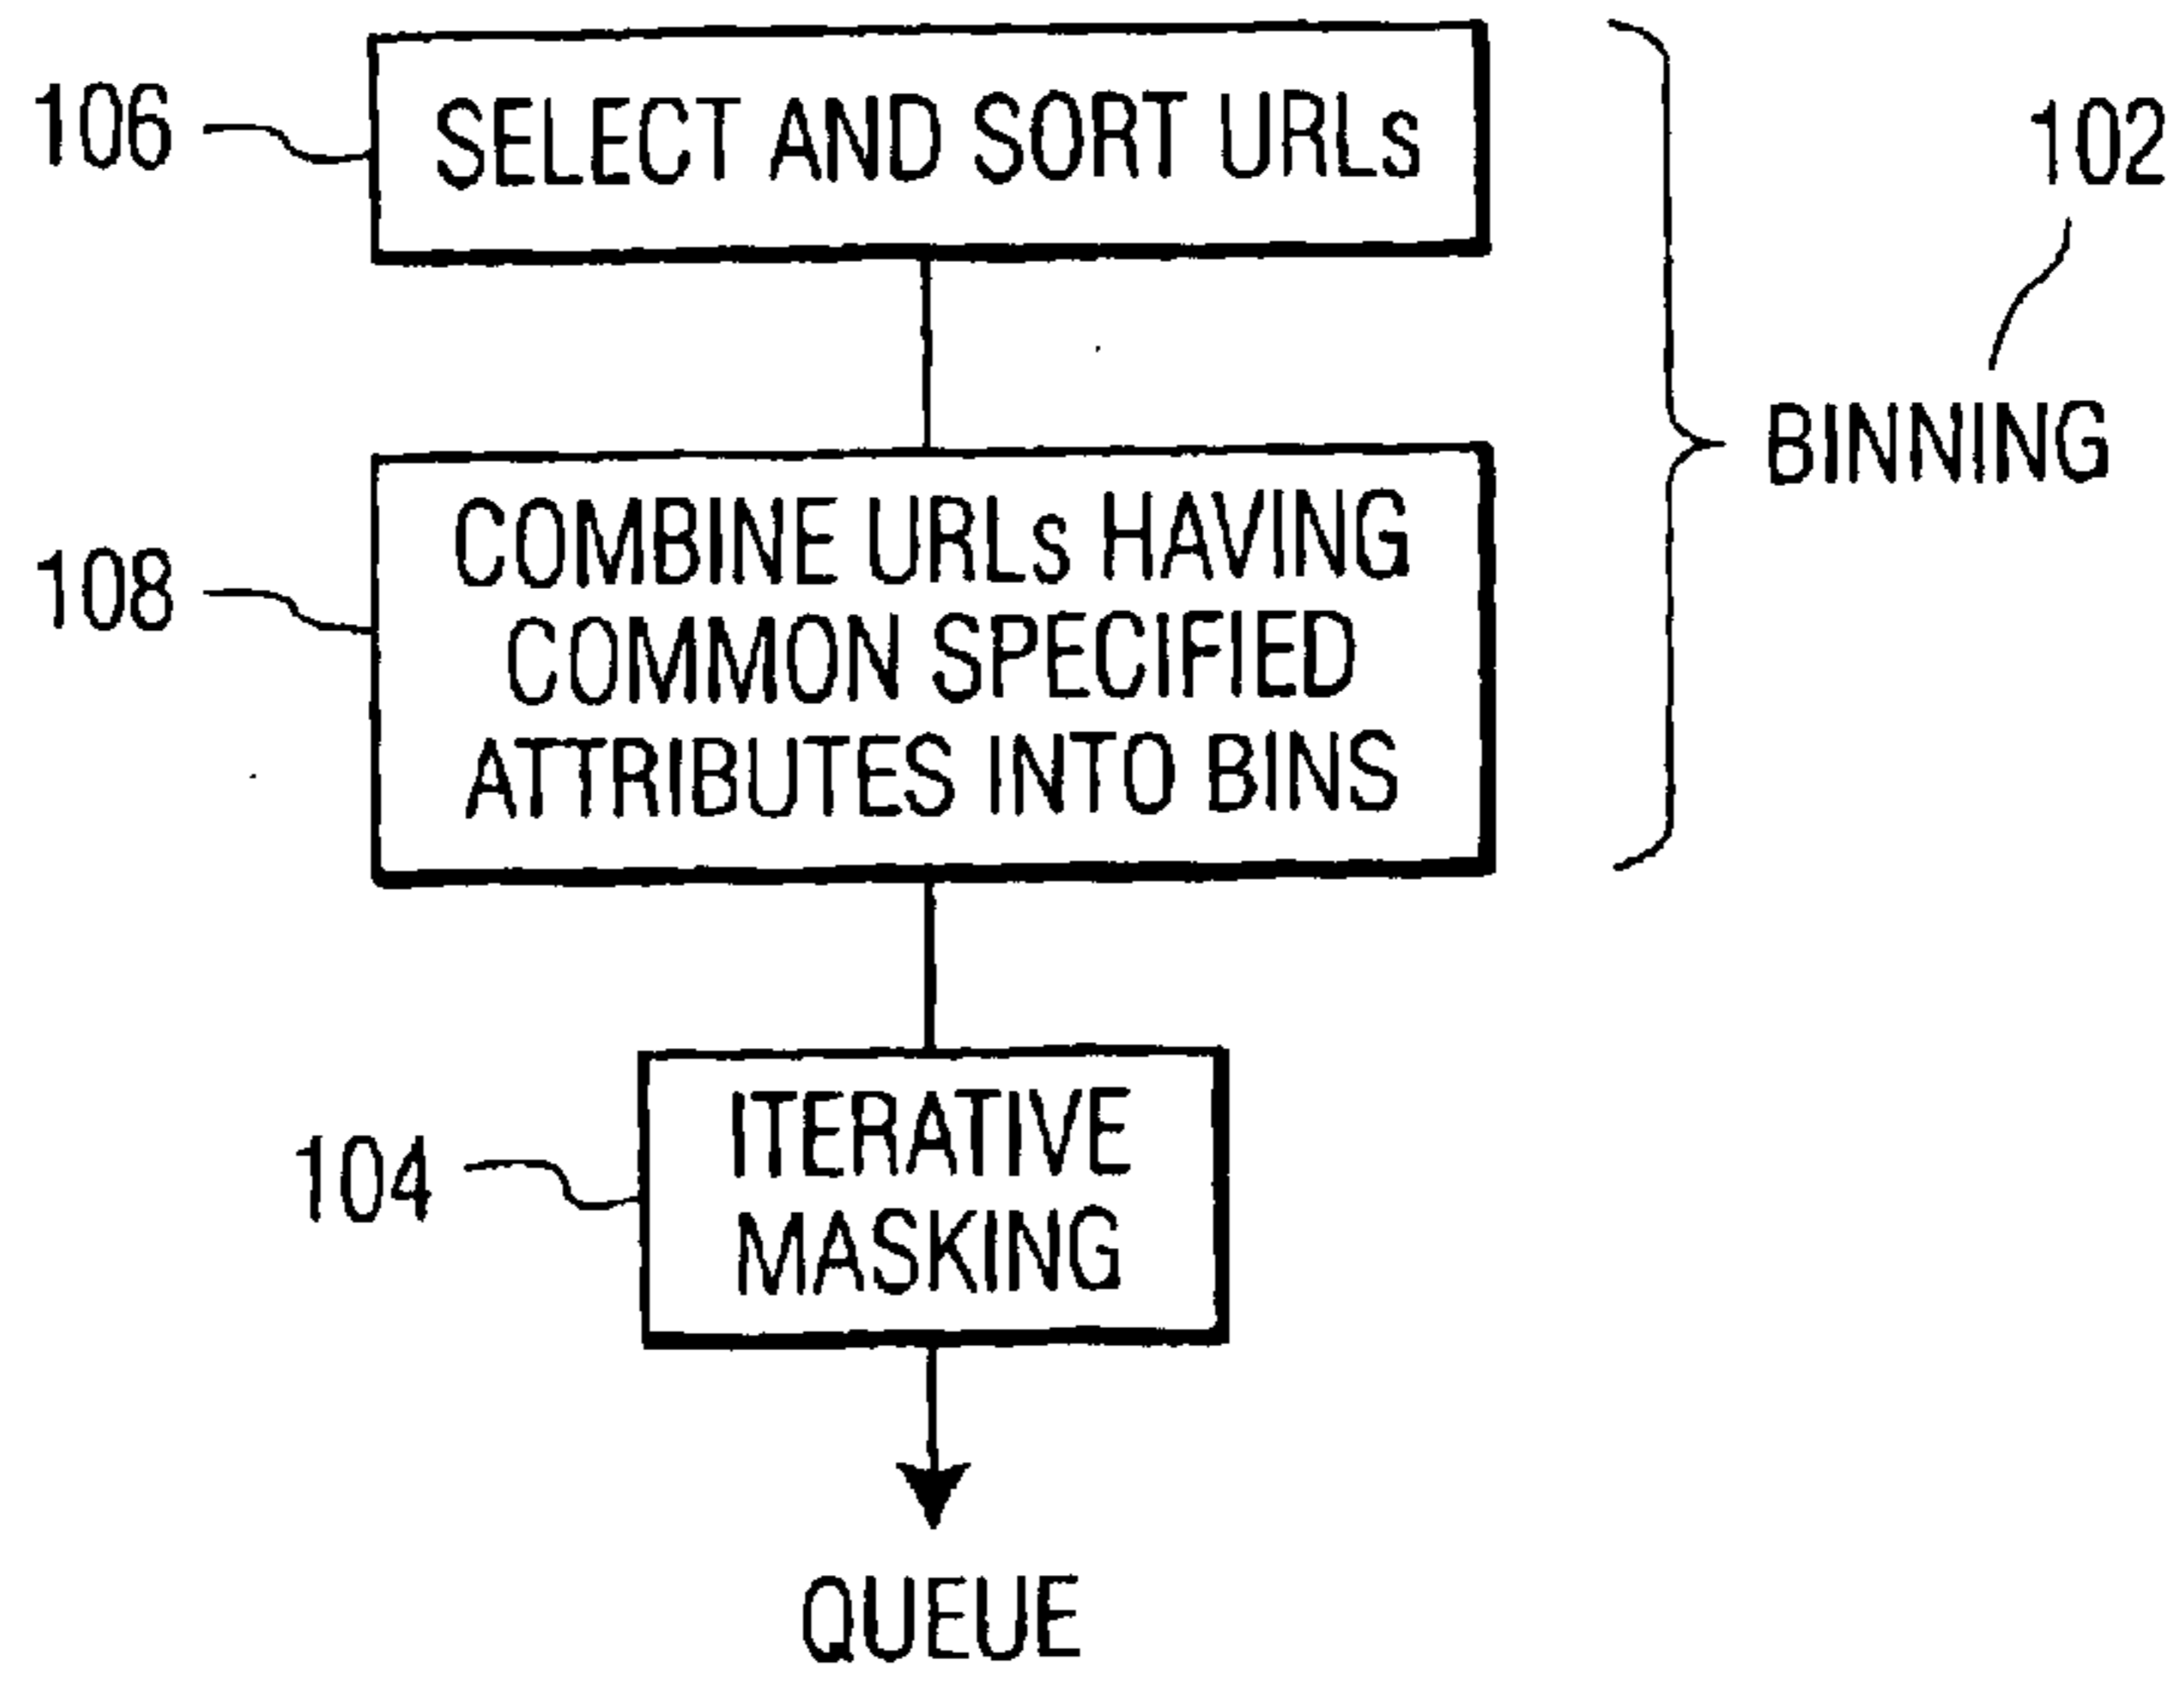 106
SELECT AND SORT URLs
102
BINNING
108
COMBINE URLs HAVING
COMMON SPECIFIED
ATTRIBUTES INTO BINS
104
ITERATIVE
MASKING
QUEUE